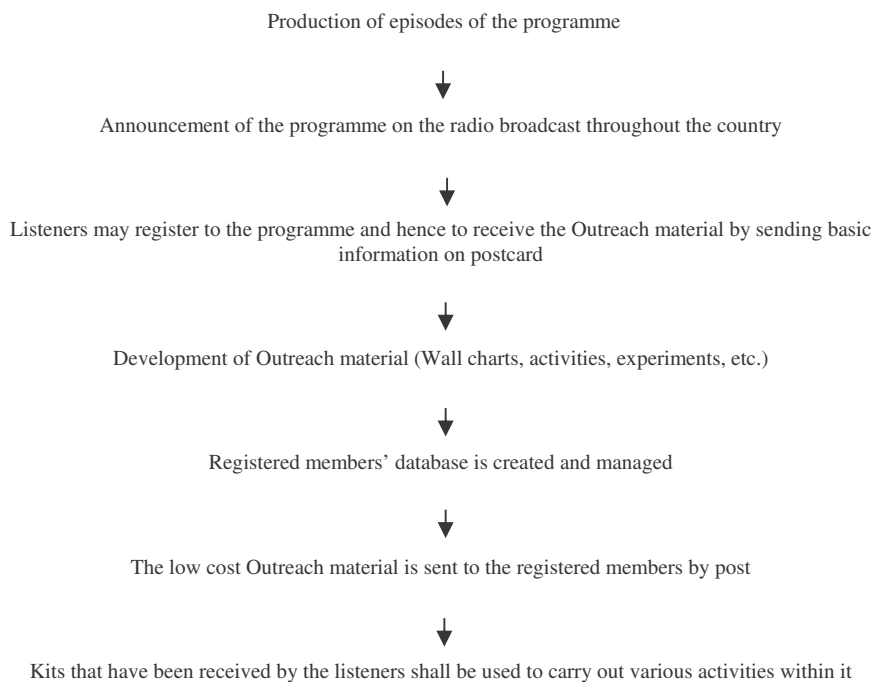 Production of episodes of the programme
Announcement of the programme on the radio broadcast throughout the country
Listeners may register to the programme and hence to receive the Outreach material by sending basic
information on postcard
Development of Outreach material (Wall charts, activities, experiments, etc.)
Registered members’ database is created and managed
The low cost Outreach material is sent to the registered members by post
Kits that have been received by the listeners shall be used to carry out various activities within it